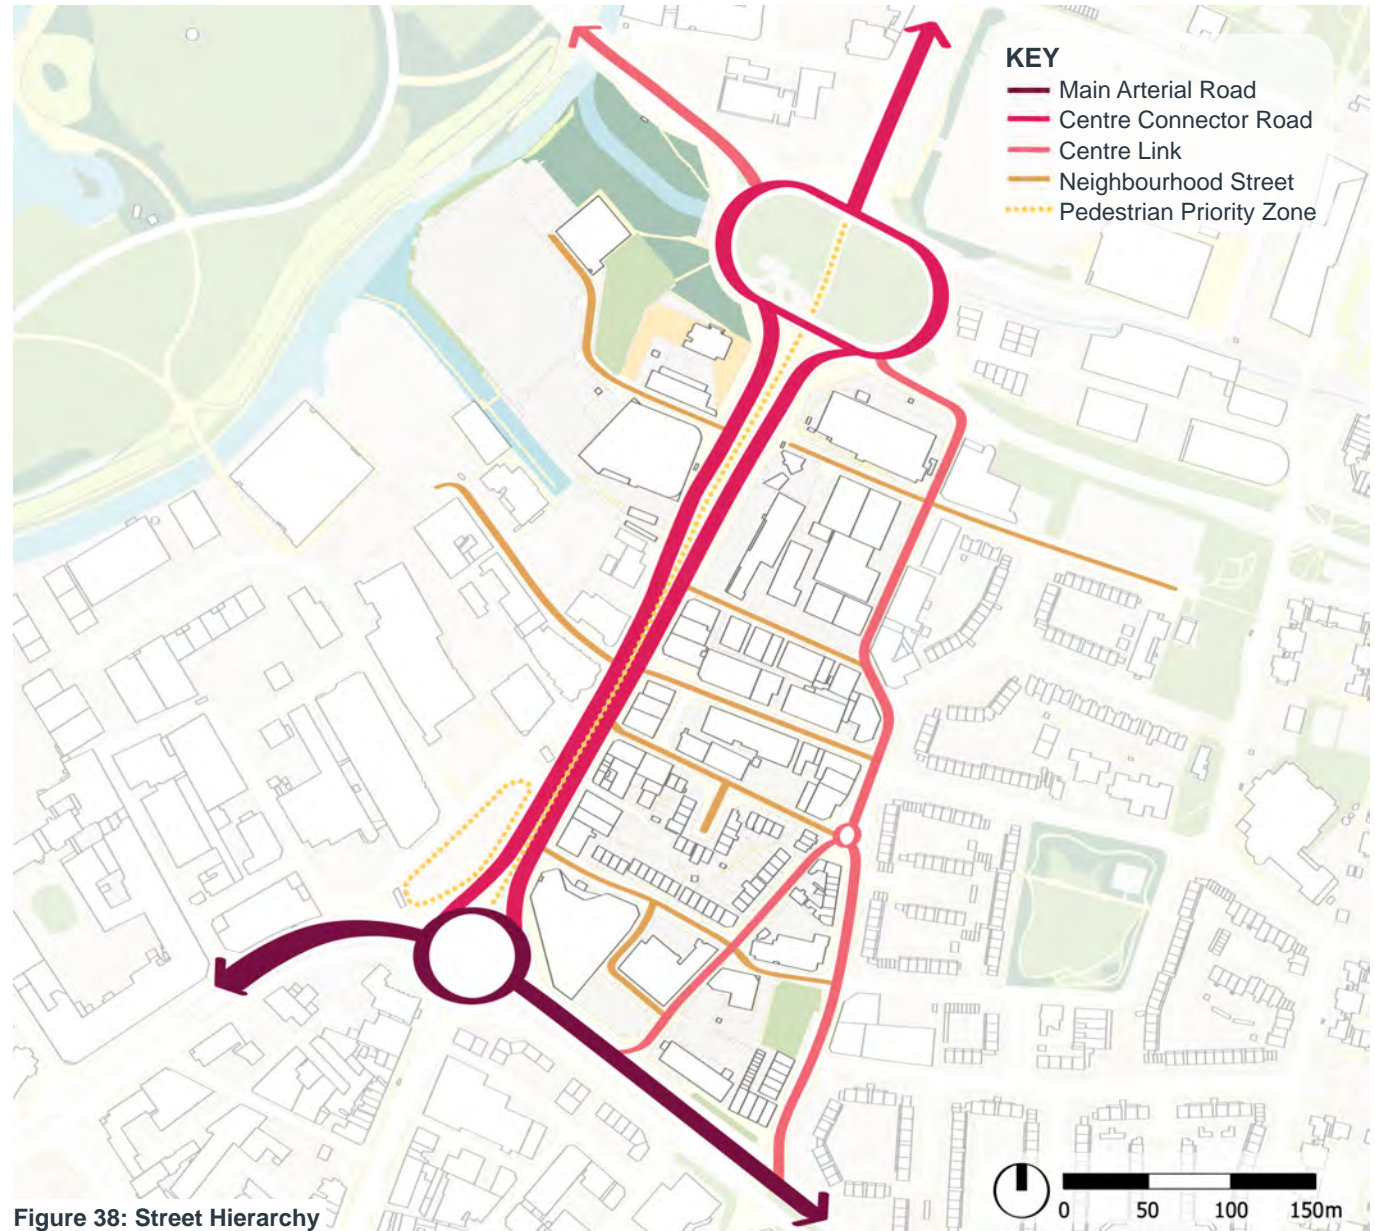 KEY
Main Arterial Road
Centre Connector Road
Centre Link
Neighbourhood Street
Pedestrian Priority Zone
0 50 100 150m
Figure 38: Street Hierarchy